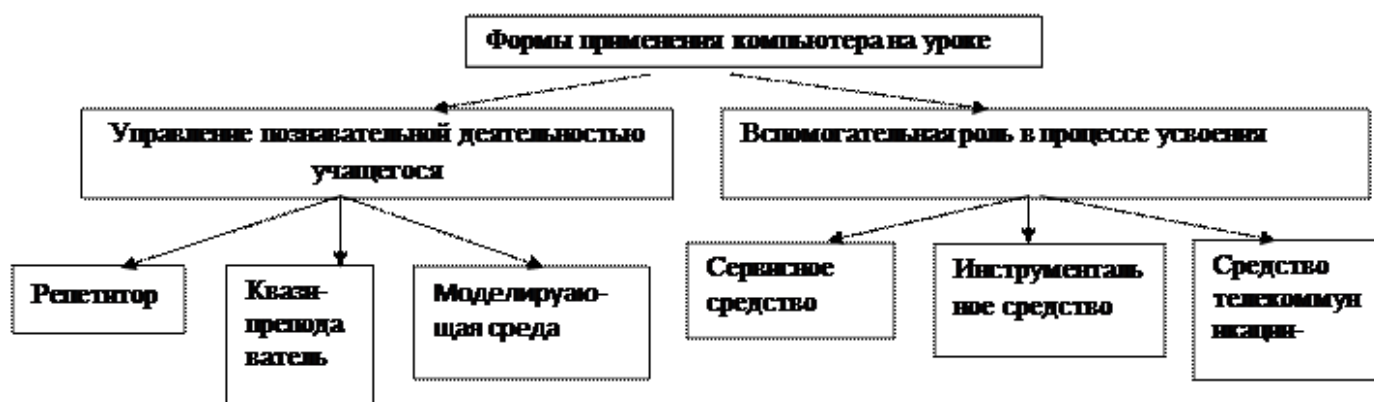 Формы применения компьютера на уроке
Управление познавательной деятельностью
учащегося
Вспомогательная роль в процессе усвоения
Репетитор
Квази-
препода
ватель
Моделируаю-
щая среда
Сервисное
средство
Инструменталь
ное средство
Средство
телекоммун
икации-